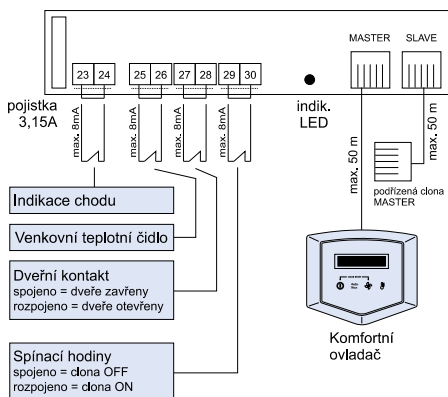 MASTER SLAVE
23 24 25 26 27 28 29 30
pojistka
3,15A
max. 8mA
max. 8mA
max. 8mA
max. 8mA
indik.
LED
max. 50 m
max. 50 m
podřízená clona
MASTER
Indikace chodu
Venkovní teplotní čidlo
Dveřní kontakt
spojeno = dveře zavřeny
rozpojeno = dveře otevřeny
Spínací hodiny
spojeno = clona OFF
rozpojeno = clona ON
Komfortní
ovladač